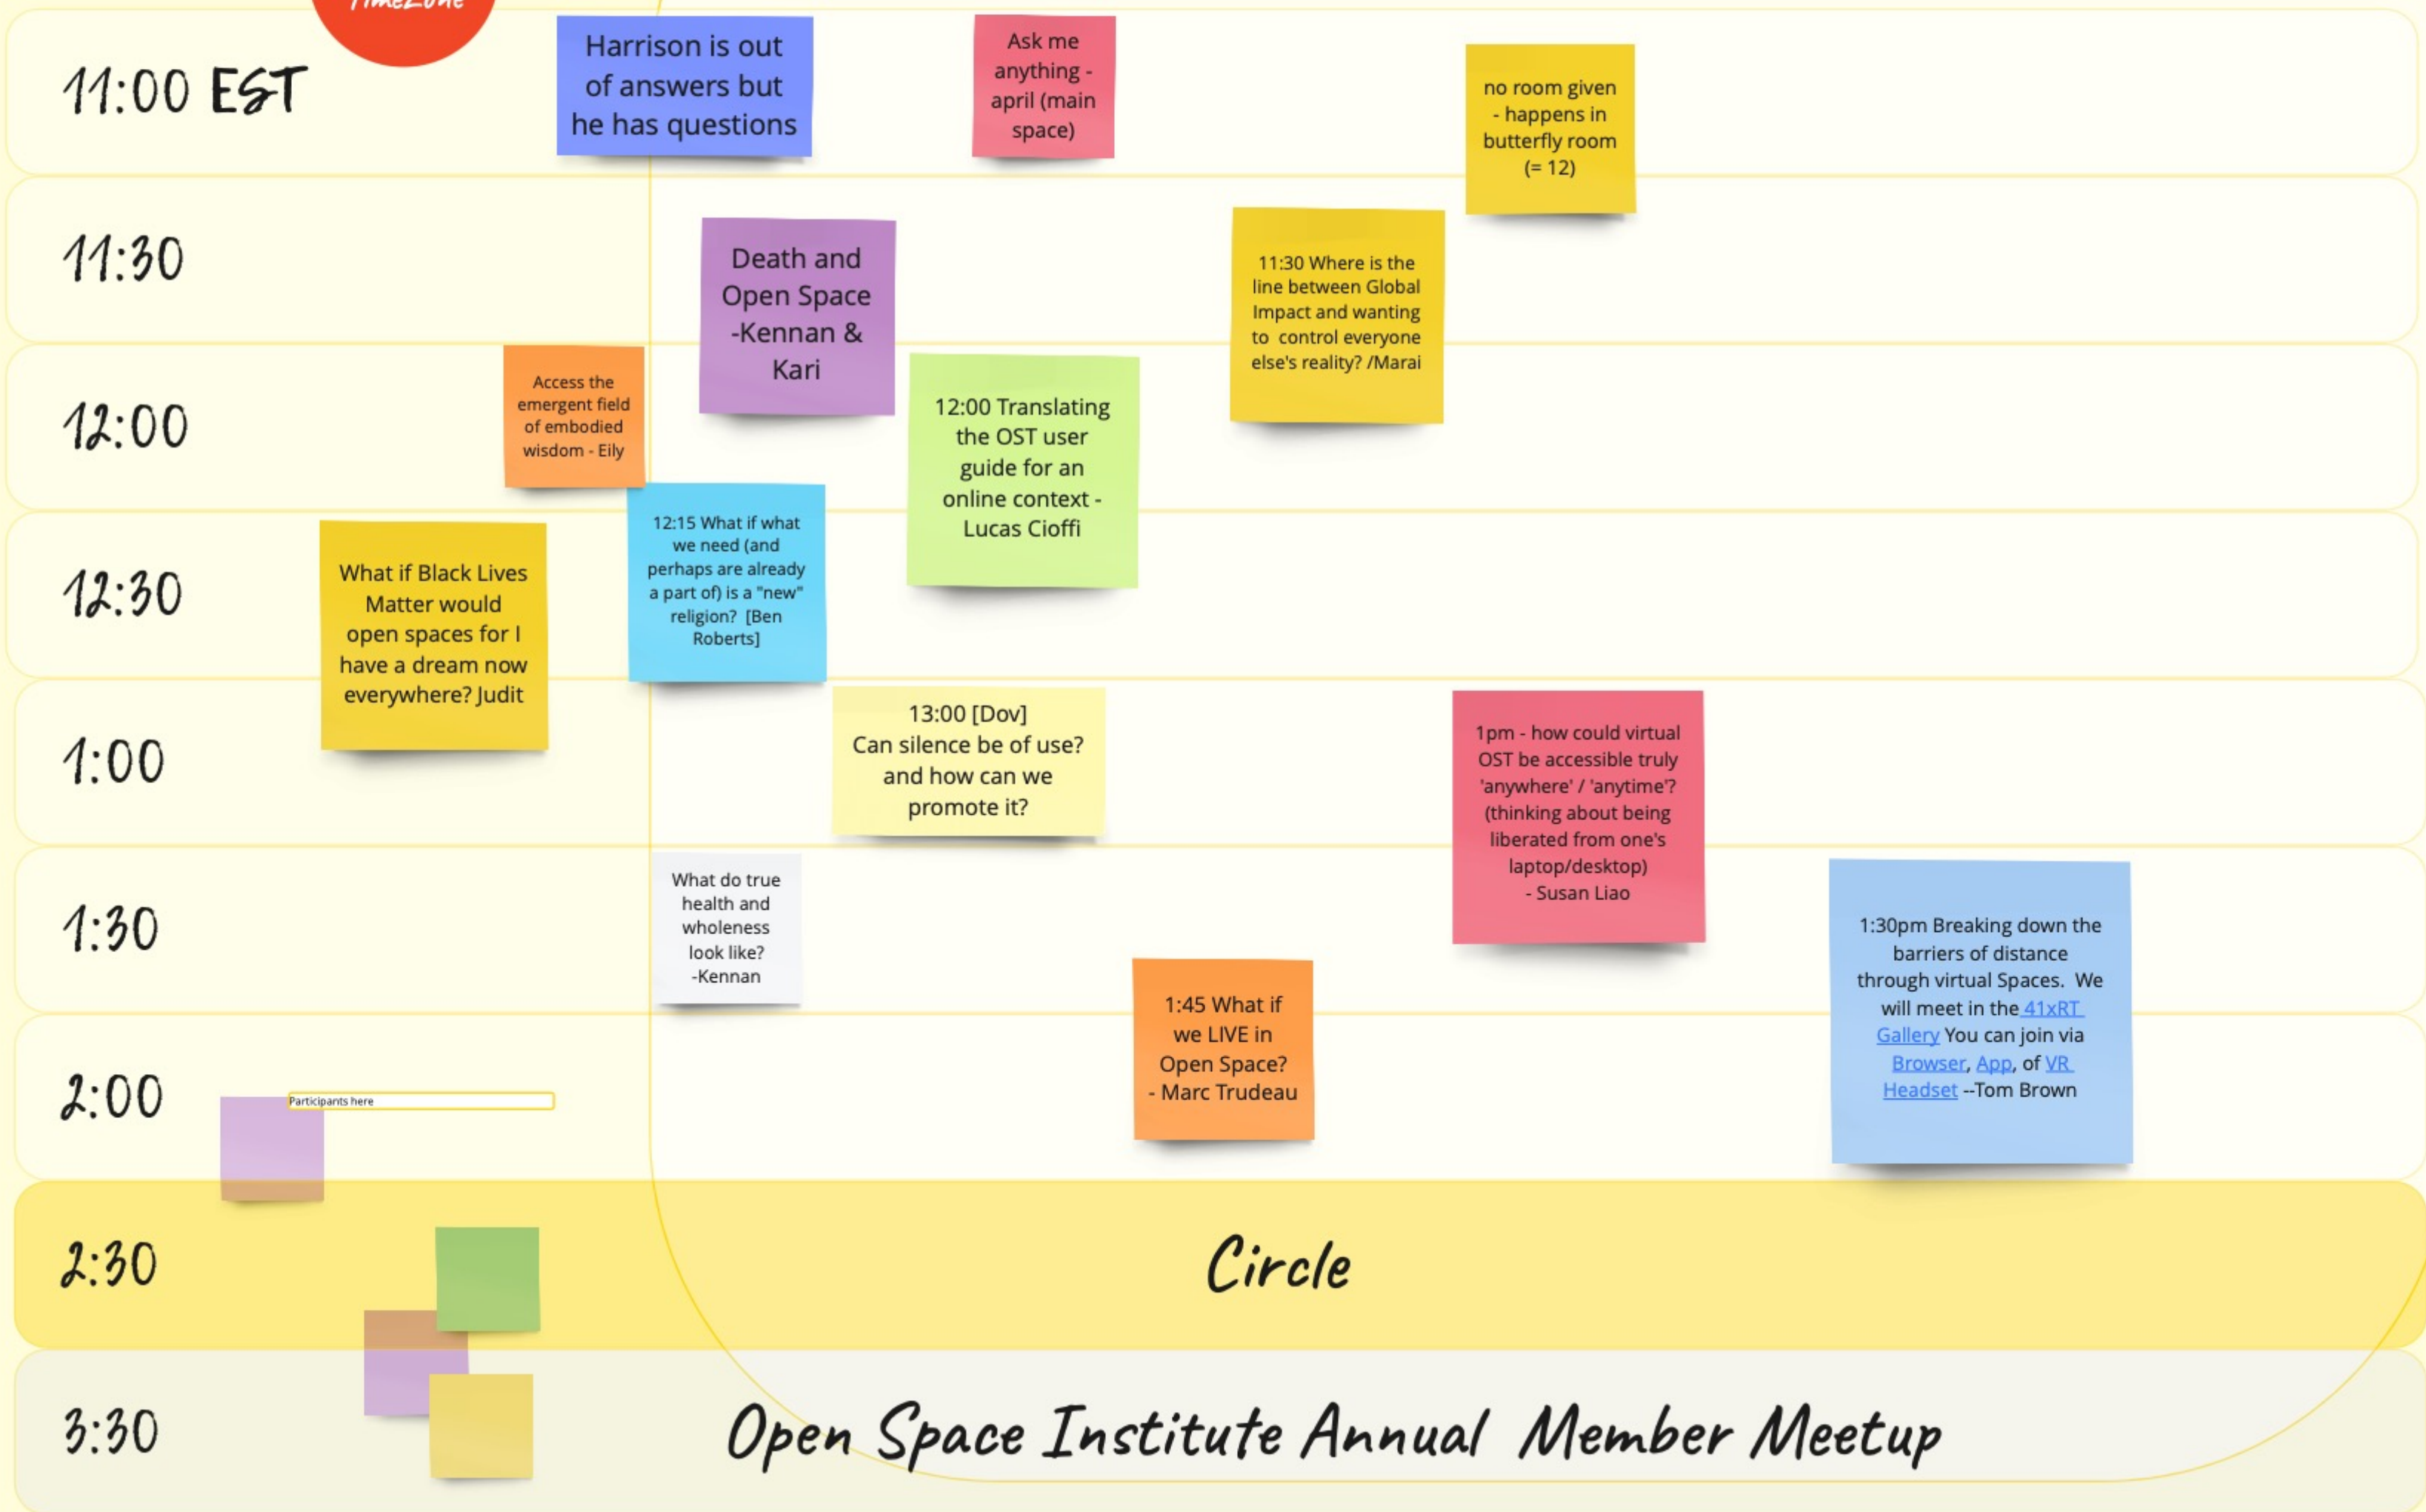 TimeZone
11:00 EST
Harrison is out
of answers but
he has questions
Ask me
anything -
april (main
space)
no room given
- happens in
butterfly room
(= 12)
11:30
Death and
Open Space
-Kennan &
Kari
11:30 Where is the
line between Global
Impact and wanting
to control everyone
else's reality? /Marai
12:00
Access the
emergent field
of embodied
wisdom - Eily
12:00 Translating
the OST user
guide for an
online context -
Lucas Cioffi
12:30
What if Black Lives
Matter would
open spaces for I
have a dream now
everywhere? Judit
12:15 What if what
we need (and
perhaps are already
a part of) is a "new"
religion? [Ben
Roberts]
1:00
13:00 [Dov]
Can silence be of use?
and how can we
promote it?
1pm - how could virtual
OST be accessible truly
'anywhere' / 'anytime'?
(thinking about being
liberated from one's
laptop/desktop)
- Susan Liao
1:30
What do true
health and
wholeness
look like?
-Kennan
1:45 What if
we LIVE in
Open Space?
- Marc Trudeau
1:30pm Breaking down the
barriers of distance
through virtual Spaces. We
will meet in the 41xRT
Gallery You can join via
Browser, App, of VR
Headset --Tom Brown
2:00
Participants here
2:30
Circle
3:30
Open Space Institute Annual Member Meetup